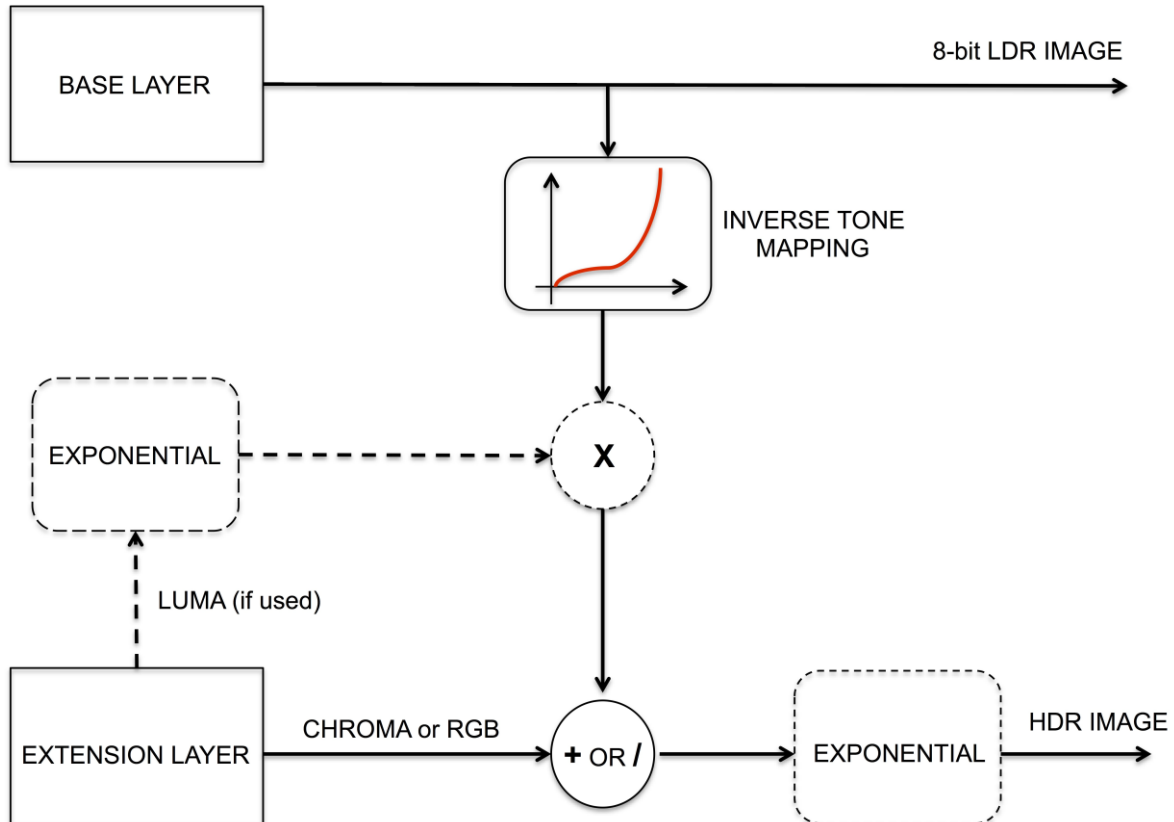 8-bit LDR IMAGE
BASE LAYER
INVERSE TONE
MAPPING
EXPONENTIAL
X
LUMA (if used)
EXTENSION LAYER
CHROMA or RGB
+ OR /
EXPONENTIAL
HDR IMAGE